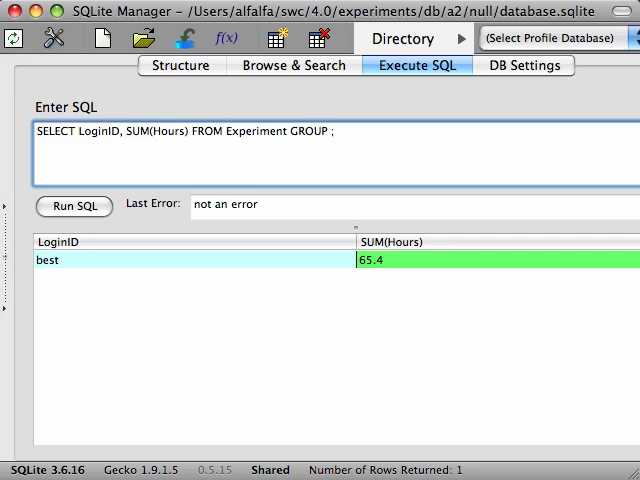 SQLite Manager – /Users/alfalfa/swc/4.0/experiments/db/a2/null/database.sqlite
f(x) Directory (Select Profile Database)
Structure Browse & Search Execute SQL DB Settings
Enter SQL
SELECT LoginID, SUM(Hours) FROM Experiment GROUP ;
Run SQL Last Error: not an error
LoginID SUM(Hours)
best 65.4
SQLite 3.6.16 Gecko 1.9.1.5 0.5.15 Shared Number of Rows Returned: 1